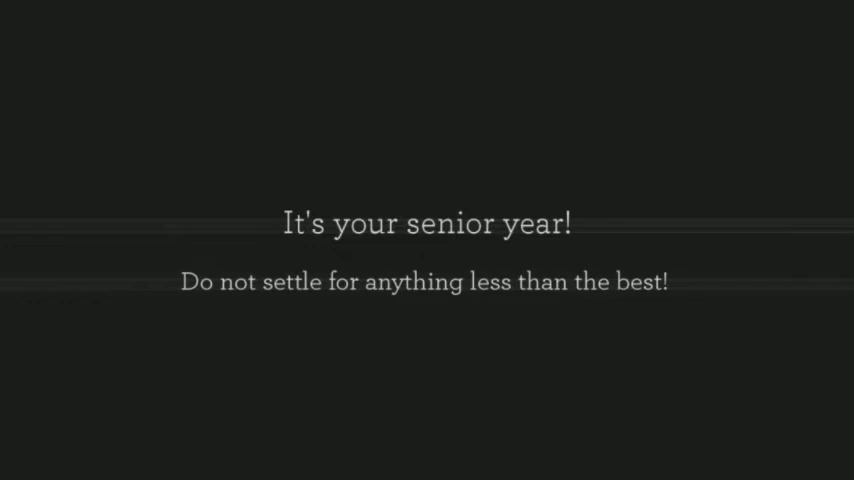 It's your senior year!
Do not settle for anything less than the best!